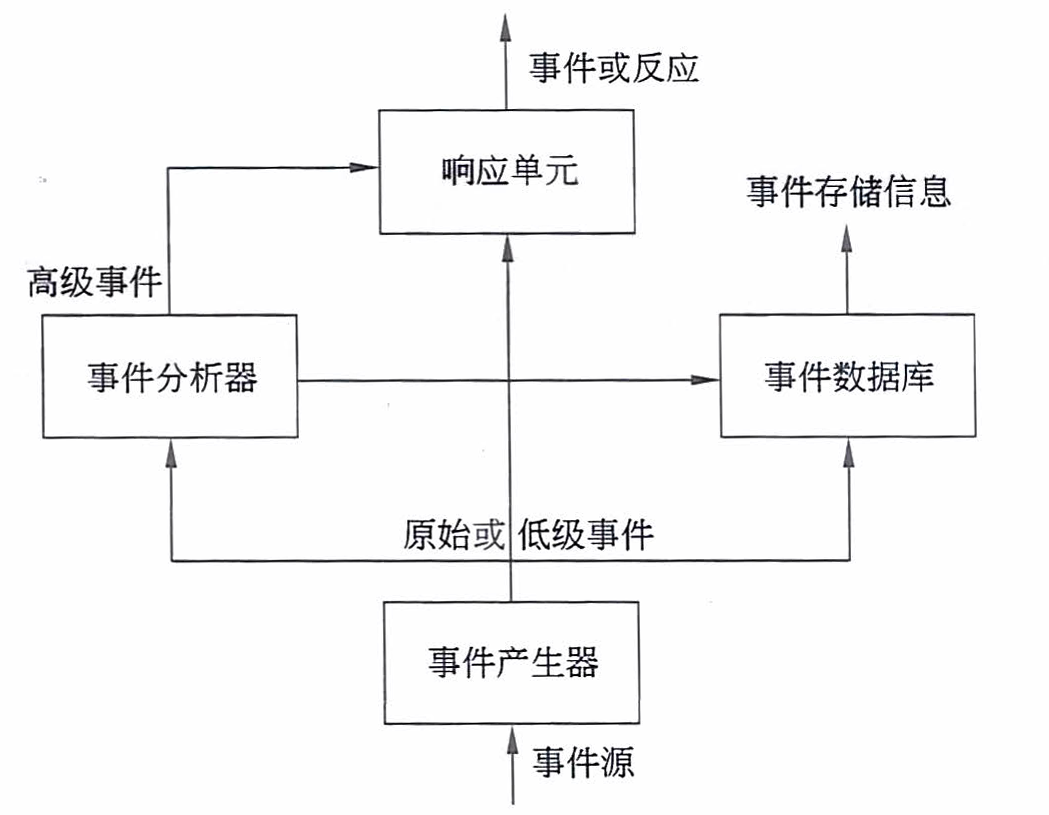 事件或反应
响应单元
事件存储信息
高级事件
事件分析器
事件数据库
原始或低级事件
事件产生器
事件源